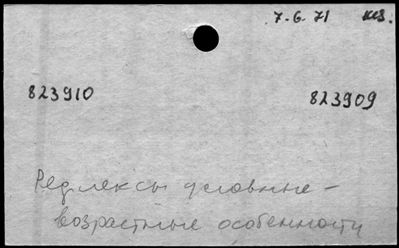 7-6.71
823910 823909
Рефлексы условные -
возрастные особенности